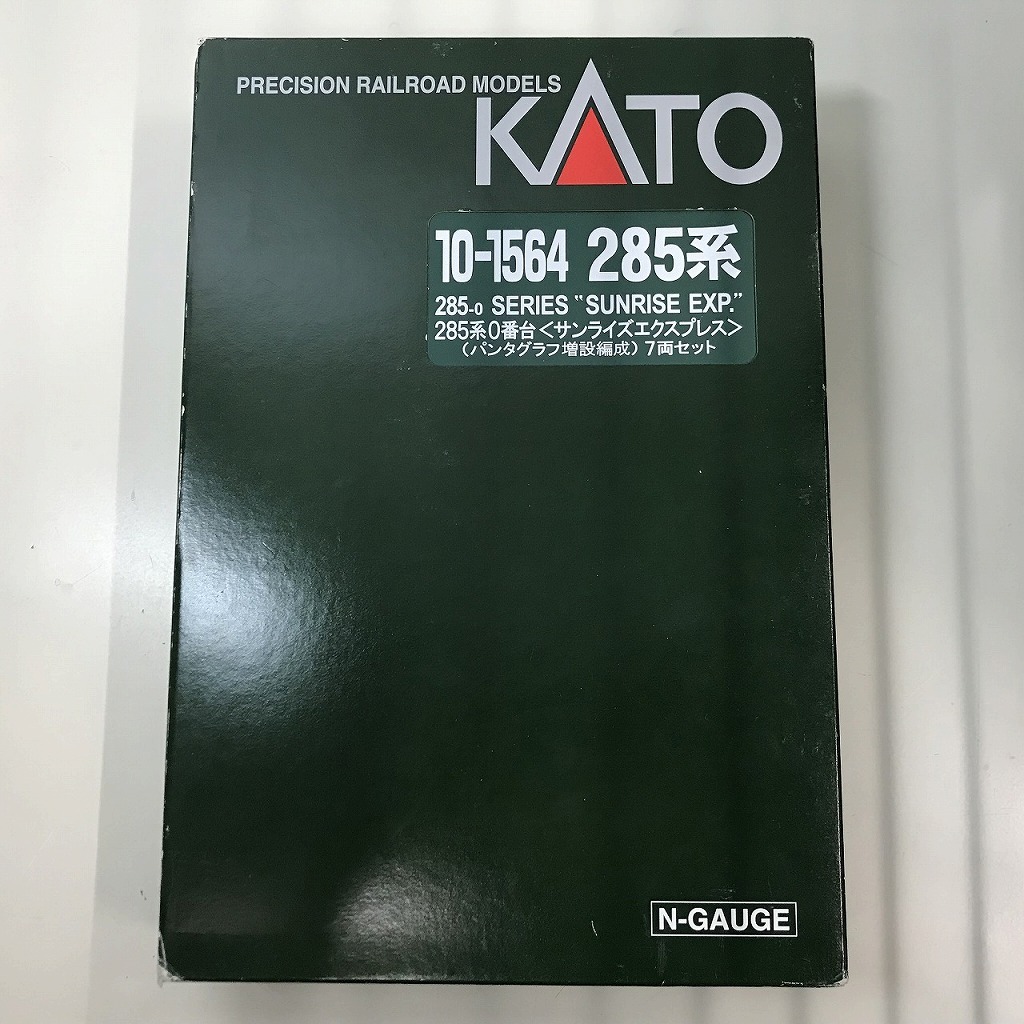 PRECISION RAILROAD MODELS
KATO
10-1564 285系
285-0 SERIES "SUNRISE EXP."
285系0番台<サンライズエクスプレス>
(パンタグラフ増設編成)7両セット
N-GAUGE